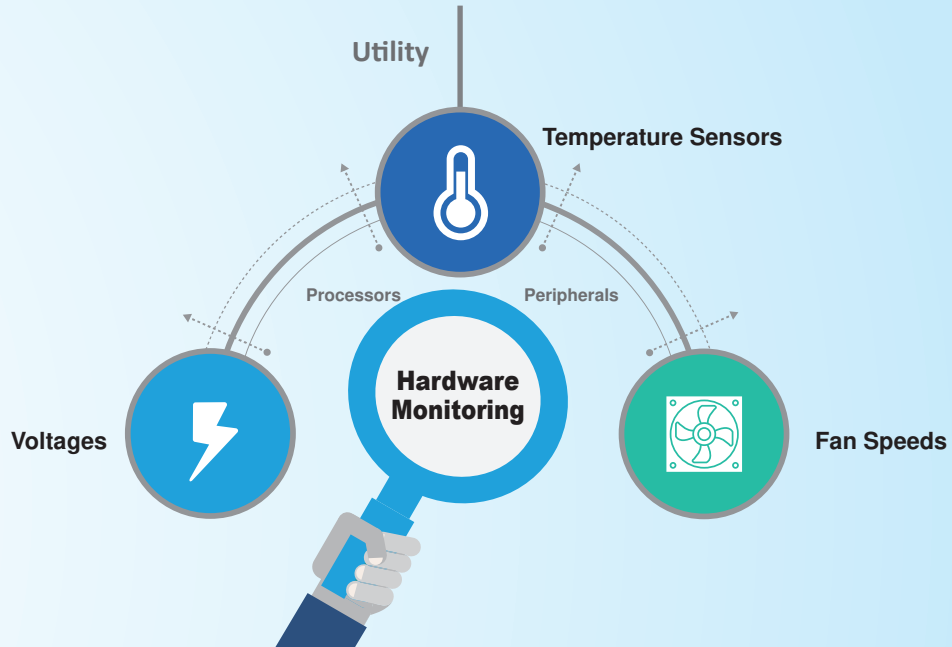 Utility
Temperature Sensors
Processors
Peripherals
Hardware
Monitoring
Voltages
Fan Speeds